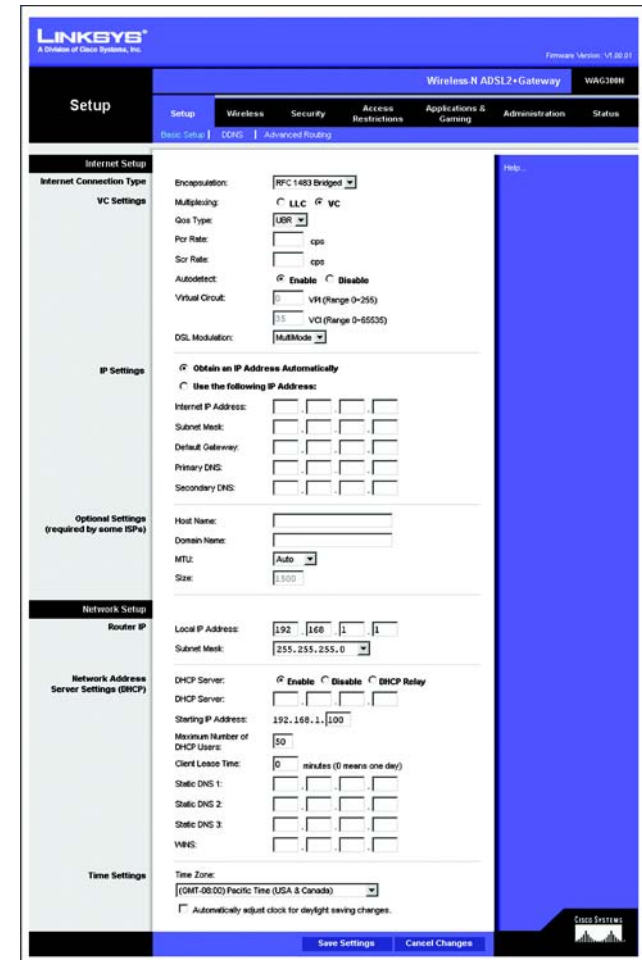 LINKSYS®
A Division of Cisco Systems, Inc.
Firmware Version: V1.00.01
Wireless-N ADSL2+Gateway WAG300N
Setup
Setup Wireless Security Access Restrictions Applications & Gaming Administration Status
Basic Setup | DDNS | Advanced Routing
Internet Setup
Help...
Internet Connection Type
Encapsulation: RFC 1483 Bridged
VC Settings
Multiplexing: LLC VC
Qos Type: UBR
Pcr Rate: cps
Scr Rate: cps
Autodetect: Enable Disable
Virtual Circuit: 0 VPI (Range 0~255)
35 VCI (Range 0~65535)
DSL Modulation: MultiMode
IP Settings
Obtain an IP Address Automatically
Use the following IP Address:
Internet IP Address: . . .
Subnet Mask: . . .
Default Gateway: . . .
Primary DNS: . . .
Secondary DNS: . . .
Optional Settings
(required by some ISPs)
Host Name:
Domain Name:
MTU: Auto
Size: 1500
Network Setup
Router IP
Local IP Address: 192 . 168 . 1 . 1
Subnet Mask: 255.255.255.0
Network Address
Server Settings (DHCP)
DHCP Server: Enable Disable DHCP Relay
DHCP Server: . . .
Starting IP Address: 192.168.1. 100
Maximum Number of
DHCP Users: 50
Client Lease Time: 0 minutes (0 means one day)
Static DNS 1: . . .
Static DNS 2: . . .
Static DNS 3: . . .
WINS: . . .
Time Settings
Time Zone:
(GMT-08:00) Pacific Time (USA & Canada)
Automatically adjust clock for daylight saving changes.
Save Settings Cancel Changes
CISCO SYSTEMS